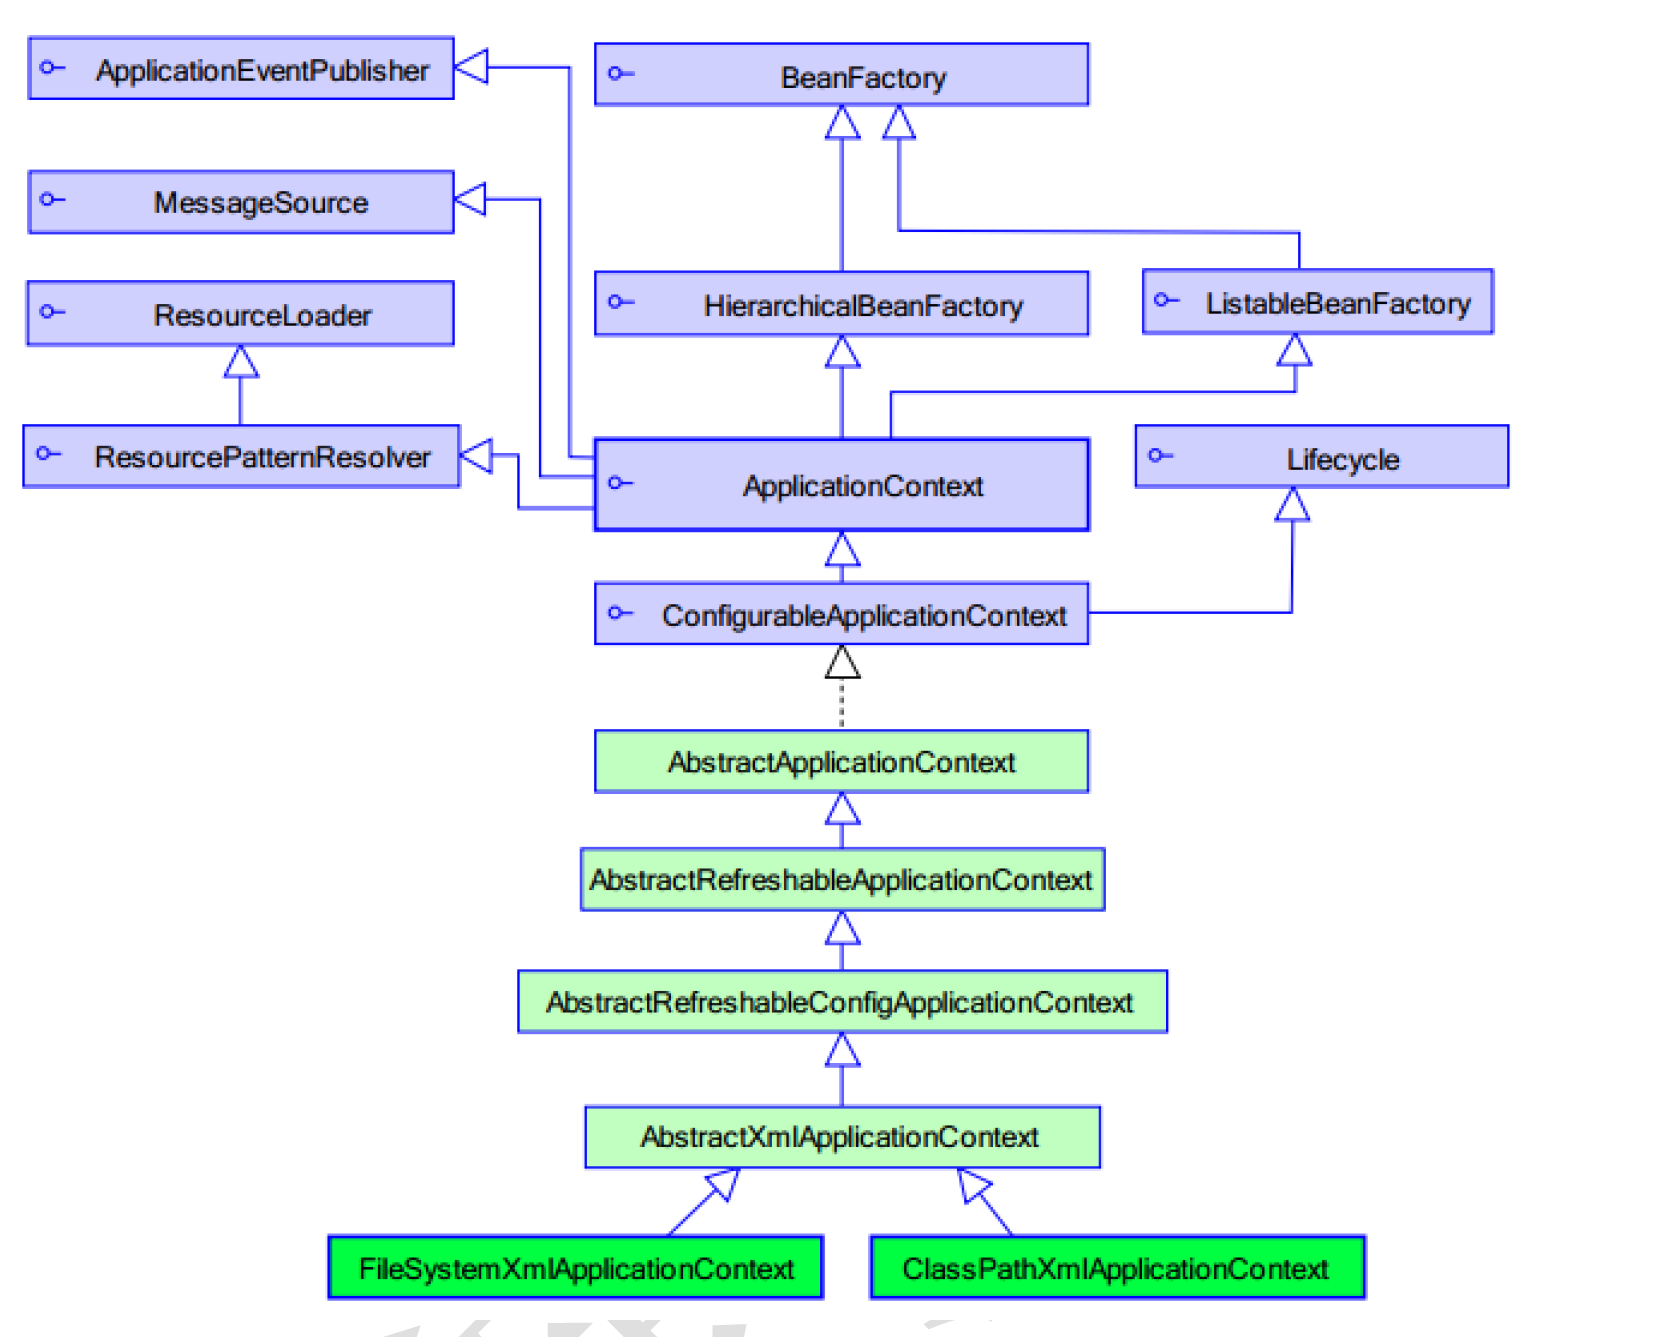 ApplicationEventPublisher
BeanFactory
MessageSource
ResourceLoader
HierarchicalBeanFactory
ListableBeanFactory
ResourcePatternResolver
ApplicationContext
Lifecycle
ConfigurableApplicationContext
AbstractApplicationContext
AbstractRefreshableApplicationContext
AbstractRefreshableConfigApplicationContext
AbstractXmlApplicationContext
FileSystemXmlApplicationContext
ClassPathXmlApplicationContext